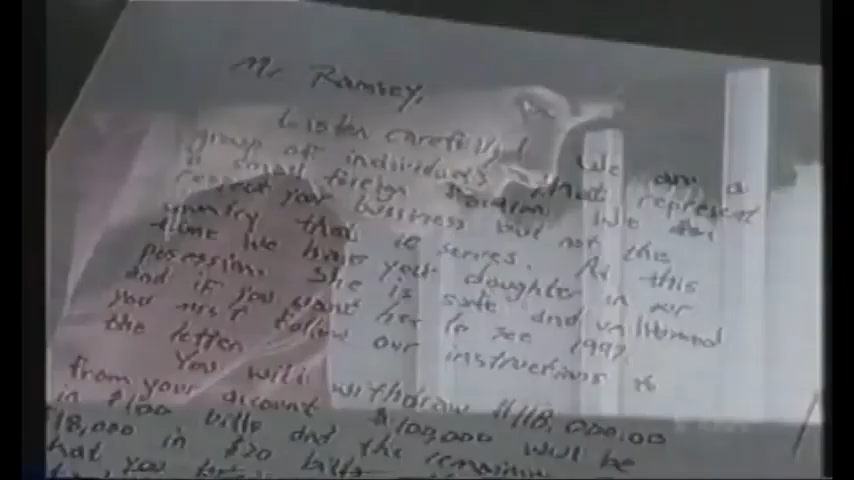 Mr. Ramsey,
Listen carefully! We are a
group of individuals that represent
a small foreign faction. We do
respect your bussiness but not the
country that it serves. At this
time we have your daughter in our
posession. She is safe and unharmed
and if you want her to see 1997,
you must follow our instructions to
the letter.
You will withdraw $118,000.00
from your account. $100,000 will be
in $100 bills and the remaining
$18,000 in $20 bills.
that you